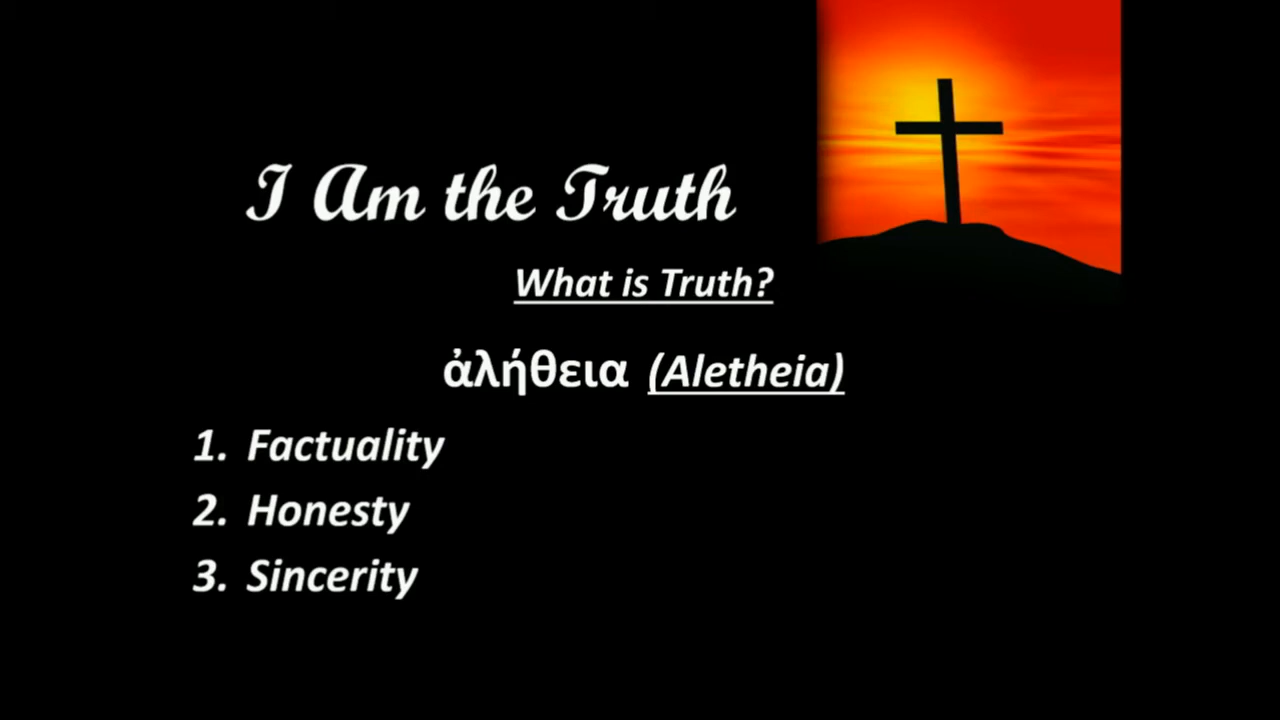 I Am the Truth
What is Truth?
ἀλήθεια (Aletheia)
1. Factuality
2. Honesty
3. Sincerity